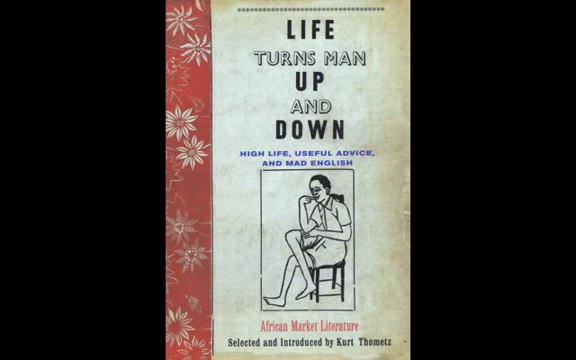 LIFE
TURNS MAN
UP
AND
DOWN
HIGH LIFE, USEFUL ADVICE,
AND MAD ENGLISH
African Market Literature
Selected and Introduced by Kurt Thometz